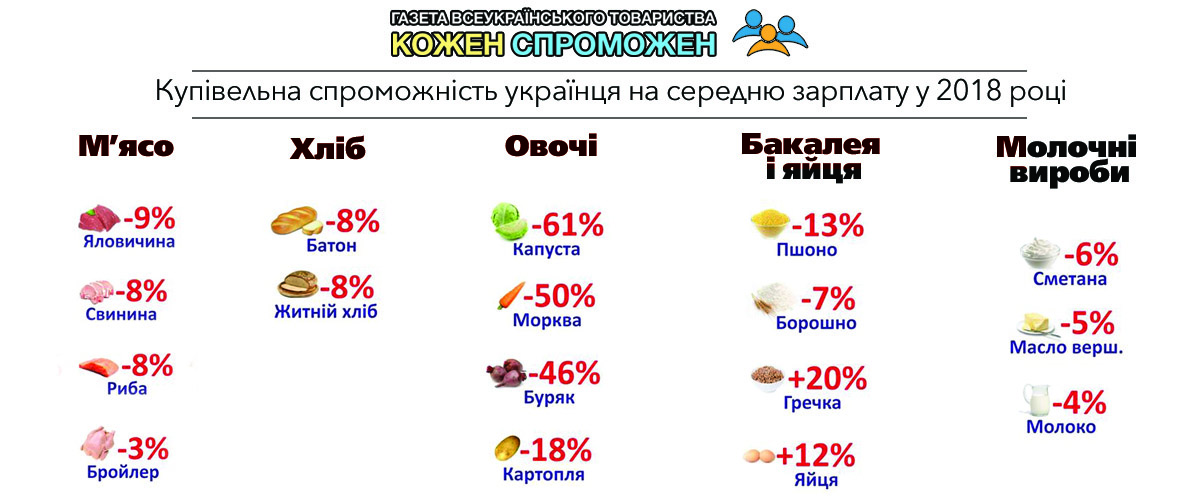 ГАЗЕТА ВСЕУКРАЇНСЬКОГО ТОВАРИСТВА
КОЖЕН СПРОМОЖЕН
Купівельна спроможність українця на середню зарплату у 2018 році
М'ясо
-9%
Яловичина
-8%
Свинина
-8%
Риба
-3%
Бройлер
Хліб
-8%
Батон
-8%
Житній хліб
Овочі
-61%
Капуста
-50%
Морква
-46%
Буряк
-18%
Картопля
Бакалея
і яйця
-13%
Пшоно
-7%
Борошно
+20%
Гречка
+12%
Яйця
Молочні
вироби
-6%
Сметана
-5%
Масло верш.
-4%
Молоко